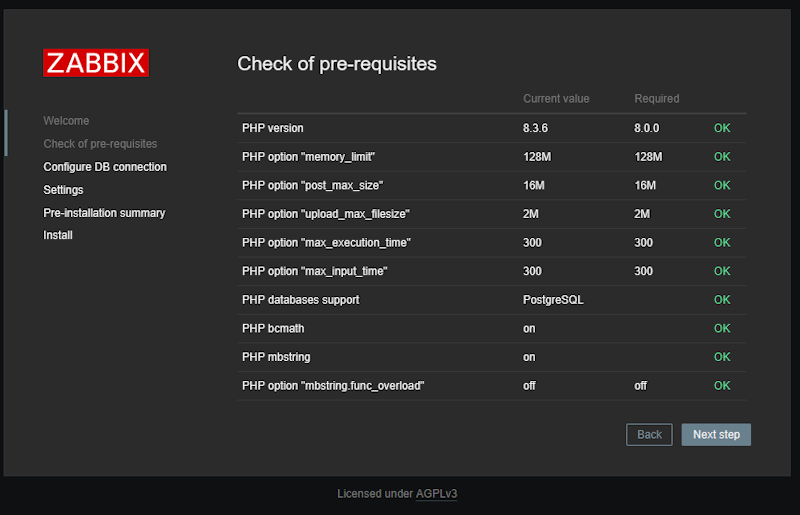 ZABBIX
Welcome
Check of pre-requisites
Configure DB connection
Settings
Pre-installation summary
Install
Check of pre-requisites
Current value Required
PHP version 8.3.6 8.0.0 OK
PHP option "memory_limit" 128M 128M OK
PHP option "post_max_size" 16M 16M OK
PHP option "upload_max_filesize" 2M 2M OK
PHP option "max_execution_time" 300 300 OK
PHP option "max_input_time" 300 300 OK
PHP databases support PostgreSQL OK
PHP bcmath on OK
PHP mbstring on OK
PHP option "mbstring.func_overload" off off OK
Back Next step
Licensed under AGPLv3